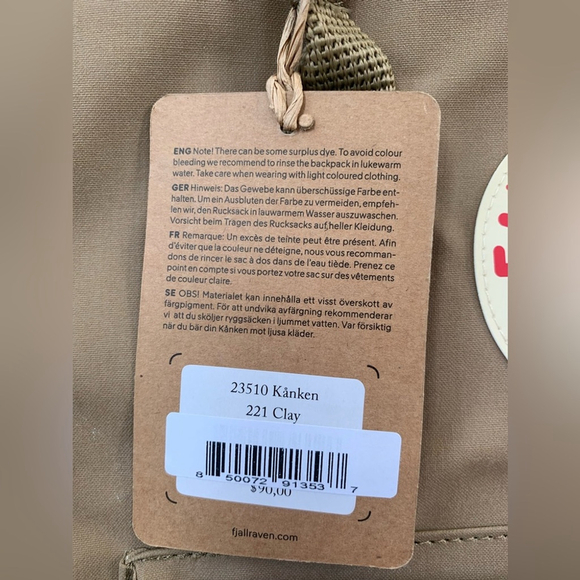 ENG Note! There can be some surplus dye. To avoid colour
bleeding we recommend to rinse the backpack in lukewarm
water. Take care when wearing with light coloured clothing.
GER Hinweis: Das Gewebe kann überschüssige Farbe ent-
halten. Um ein Ausbluten der Farbe zu vermeiden, empfeh-
len wir, den Rucksack in lauwarmem Wasser auszuwaschen.
Vorsicht beim Tragen des Rucksacks auf heller Kleidung.
FR Remarque: Un excès de teinte peut être présent. Afin
d'éviter que la couleur ne déteigne, nous vous recomman-
dons de rincer le sac à dos dans de l'eau tiède. Prenez ce
point en compte si vous portez votre sac sur des vêtements
de couleur claire.
SE OBS! Materialet kan innehålla ett visst överskott av
färgpigment. För att undvika avfärgning rekommenderar
vi att du sköljer ryggsäcken i ljummet vatten. Var försiktig
när du bär din Kånken mot ljusa kläder.
23510 Kånken
221 Clay
8 50072 91353 7
$90,00
fjallraven.com